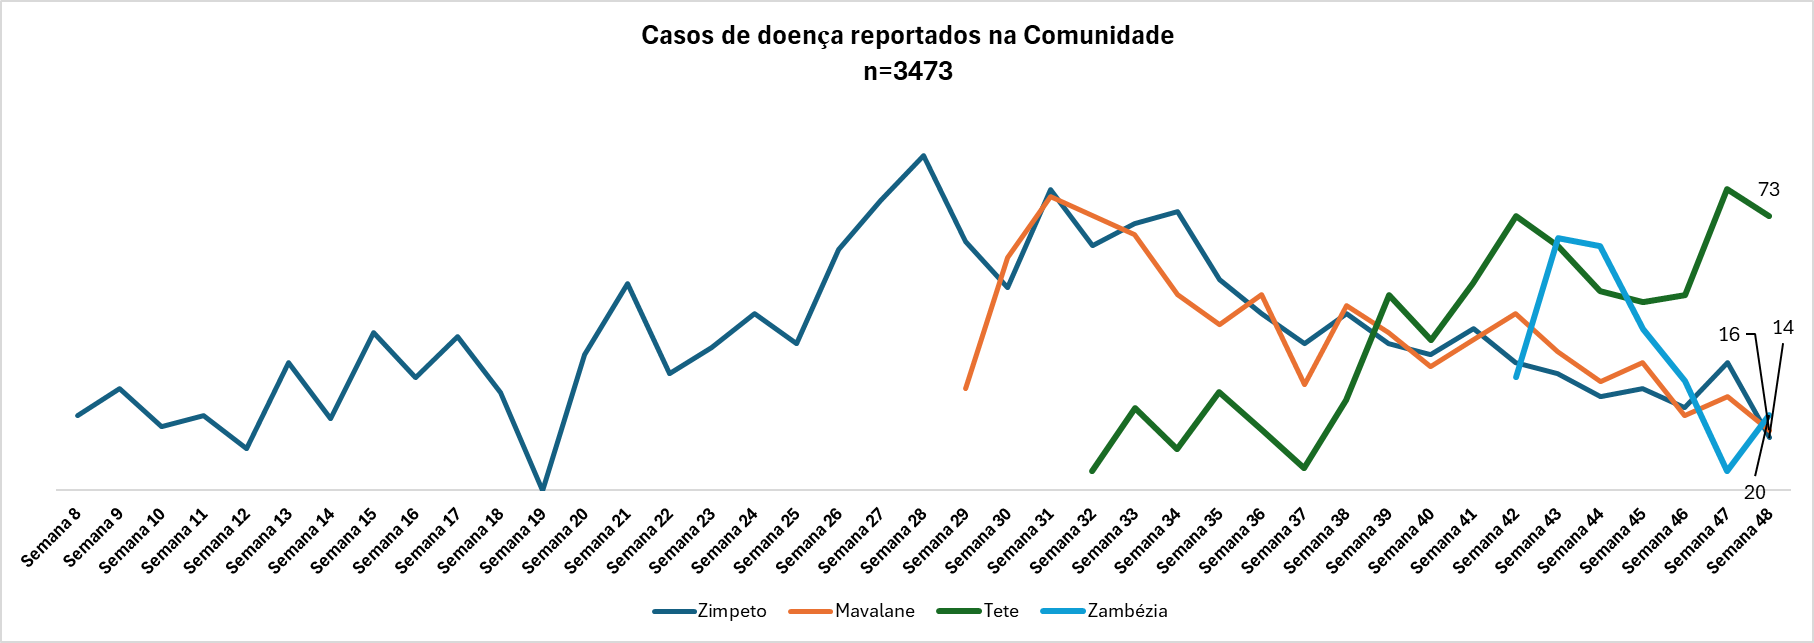 Casos de doença reportados na Comunidade
n=3473
73
16
14
20
Semana 8
Semana 9
Semana 10
Semana 11
Semana 12
Semana 13
Semana 14
Semana 15
Semana 16
Semana 17
Semana 18
Semana 19
Semana 20
Semana 21
Semana 22
Semana 23
Semana 24
Semana 25
Semana 26
Semana 27
Semana 28
Semana 29
Semana 30
Semana 31
Semana 32
Semana 33
Semana 34
Semana 35
Semana 36
Semana 37
Semana 38
Semana 39
Semana 40
Semana 41
Semana 42
Semana 43
Semana 44
Semana 45
Semana 46
Semana 47
Semana 48
Zimpeto
Mavalane
Tete
Zambézia